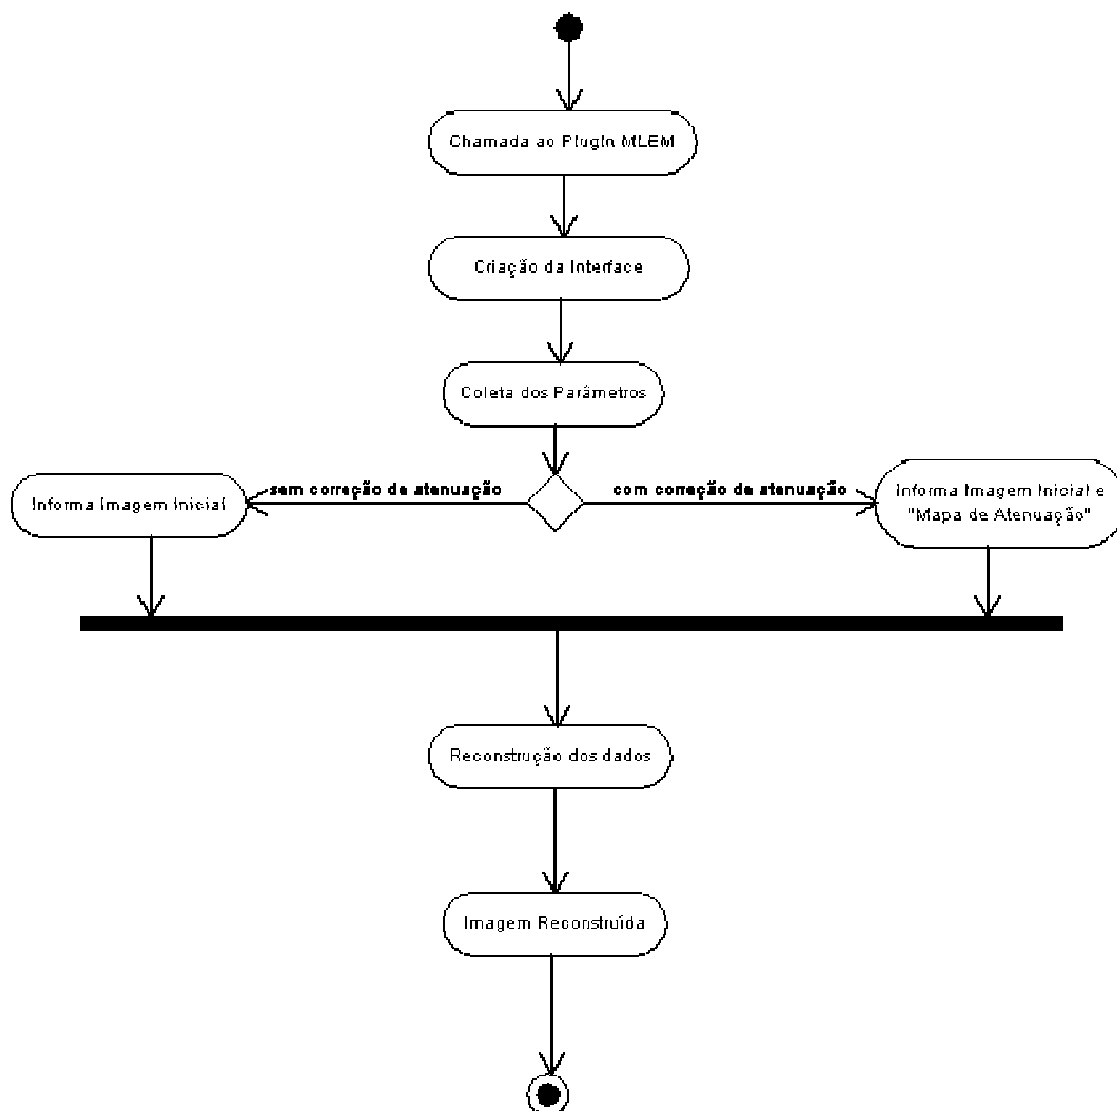 Chamada ao PlugIn MLEM
Criação da Interface
Coleta dos Parâmetros
sem correção de atenuação
com correção de atenuação
Informa Imagem Inicial
Informa Imagem Inicial e
"Mapa de Atenuação"
Reconstrução dos dados
Imagem Reconstruída